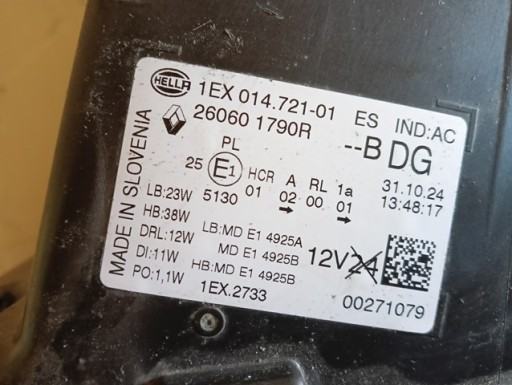 HELLA
1EX 014.721-01 ES IND:AC
26060 1790R --B DG
PL
25 E1 HCR A RL 1a 31.10.24
5130 01 02 00 01 13:48:17
MADE IN SLOVENIA
LB:23W
HB:38W
DRL:12W
DI:11W
PO:1,1W
LB:MD E1 4925A
MD E1 4925B
HB:MD E1 4925B
12V24
1EX.2733
00271079